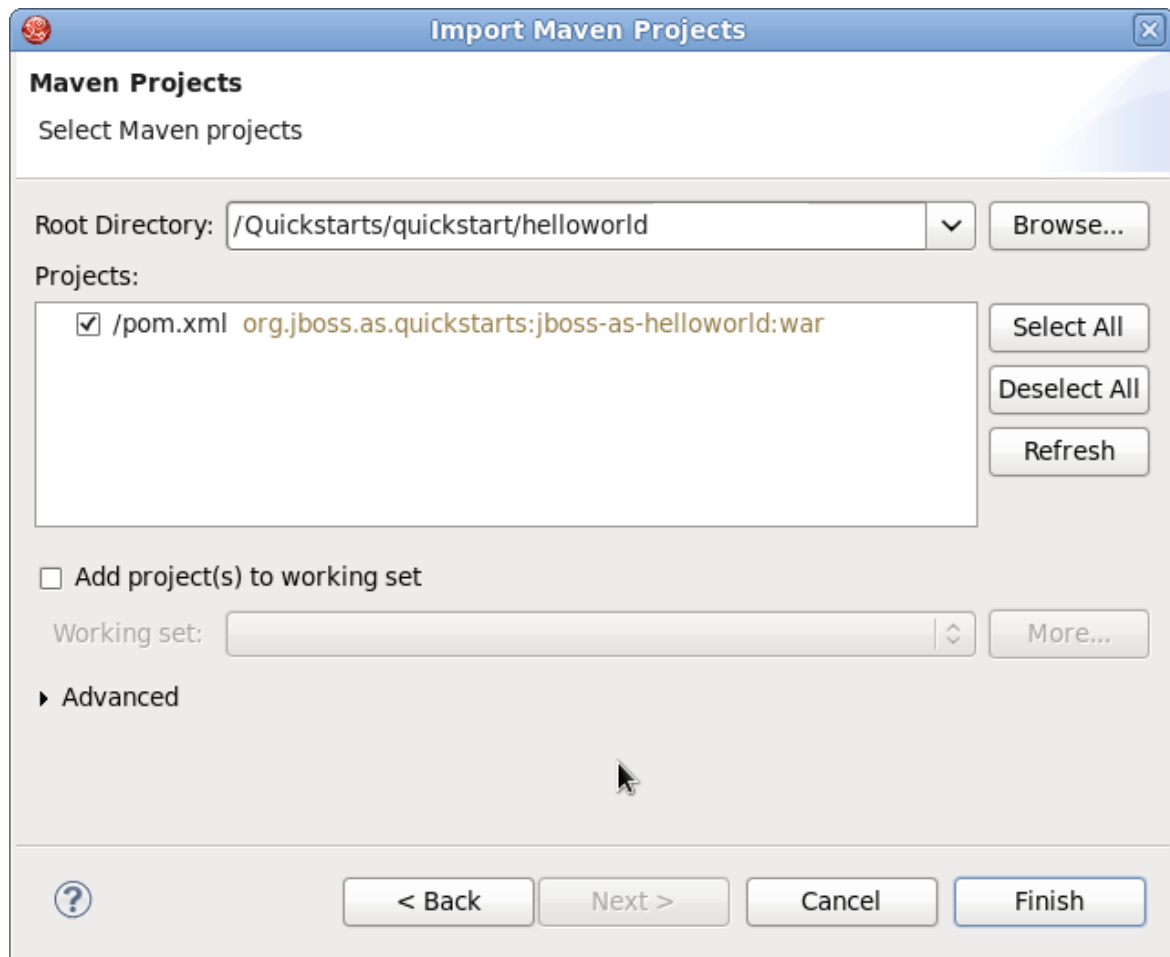 Import Maven Projects
Maven Projects
Select Maven projects
Root Directory: /Quickstarts/quickstart/helloworld Browse...
Projects:
/pom.xml org.jboss.as.quickstarts:jboss-as-helloworld:war Select All
Deselect All
Refresh
Add project(s) to working set
Working set: More...
Advanced
? < Back Next > Cancel Finish